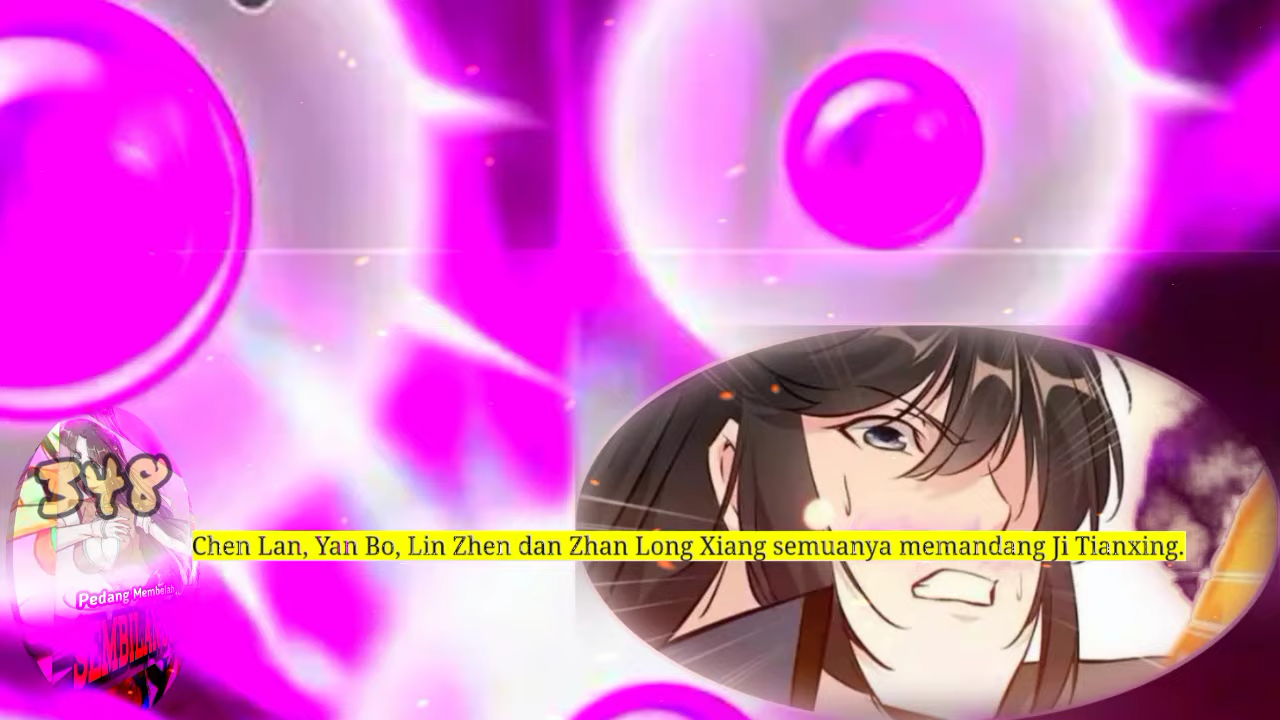 348
Chen Lan, Yan Bo, Lin Zhen dan Zhan Long Xiang semuanya memandang Ji Tianxing.
Pedang Membelah